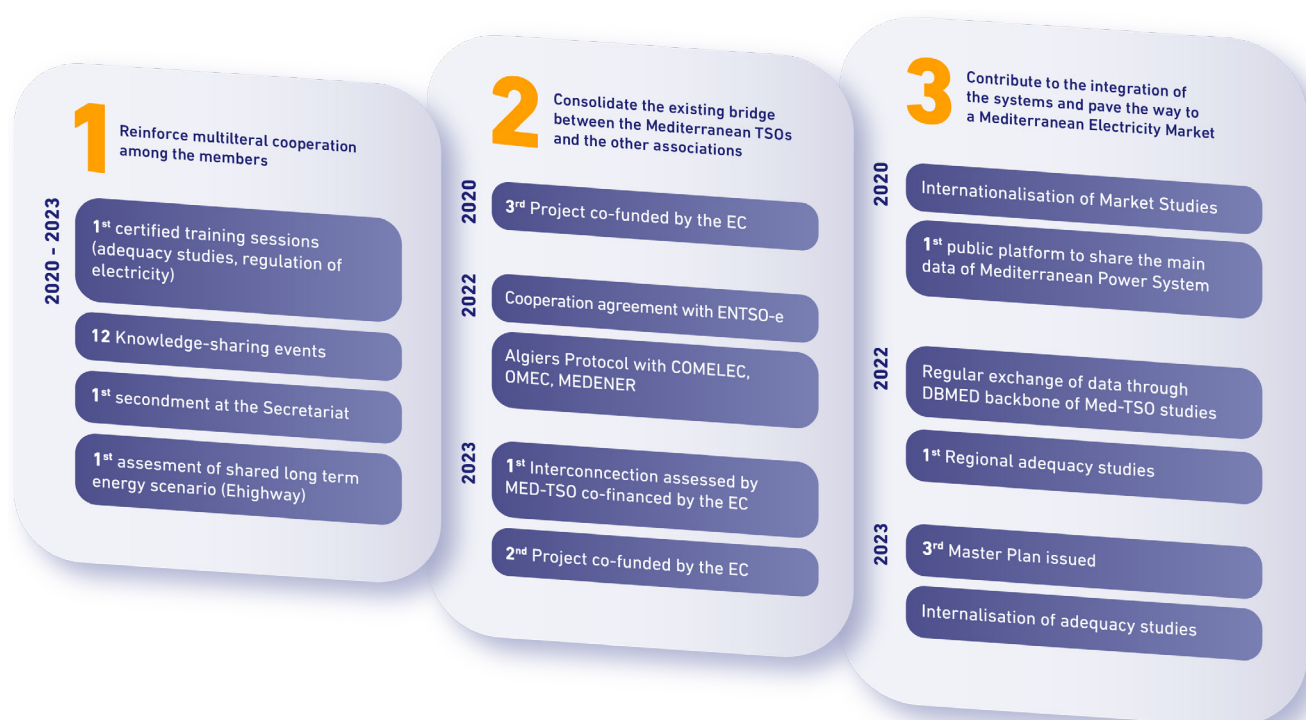 1
Reinforce multilteral cooperation
among the members
2020 - 2023
1st certified training sessions
(adequacy studies, regulation of
electricity)
12 Knowledge-sharing events
1st secondment at the Secretariat
1st assesment of shared long term
energy scenario (Ehighway)
2
Consolidate the existing bridge
between the Mediterranean TSOs
and the other associations
2020
3rd Project co-funded by the EC
2022
Cooperation agreement with ENTSO-e
Algiers Protocol with COMELEC,
OMEC, MEDENER
2023
1st Interconncection assessed by
MED-TSO co-financed by the EC
2nd Project co-funded by the EC
3
Contribute to the integration of
the systems and pave the way to
a Mediterranean Electricity Market
2020
Internationalisation of Market Studies
1st public platform to share the main
data of Mediterranean Power System
2022
Regular exchange of data through
DBMED backbone of Med-TSO studies
1st Regional adequacy studies
2023
3rd Master Plan issued
Internalisation of adequacy studies